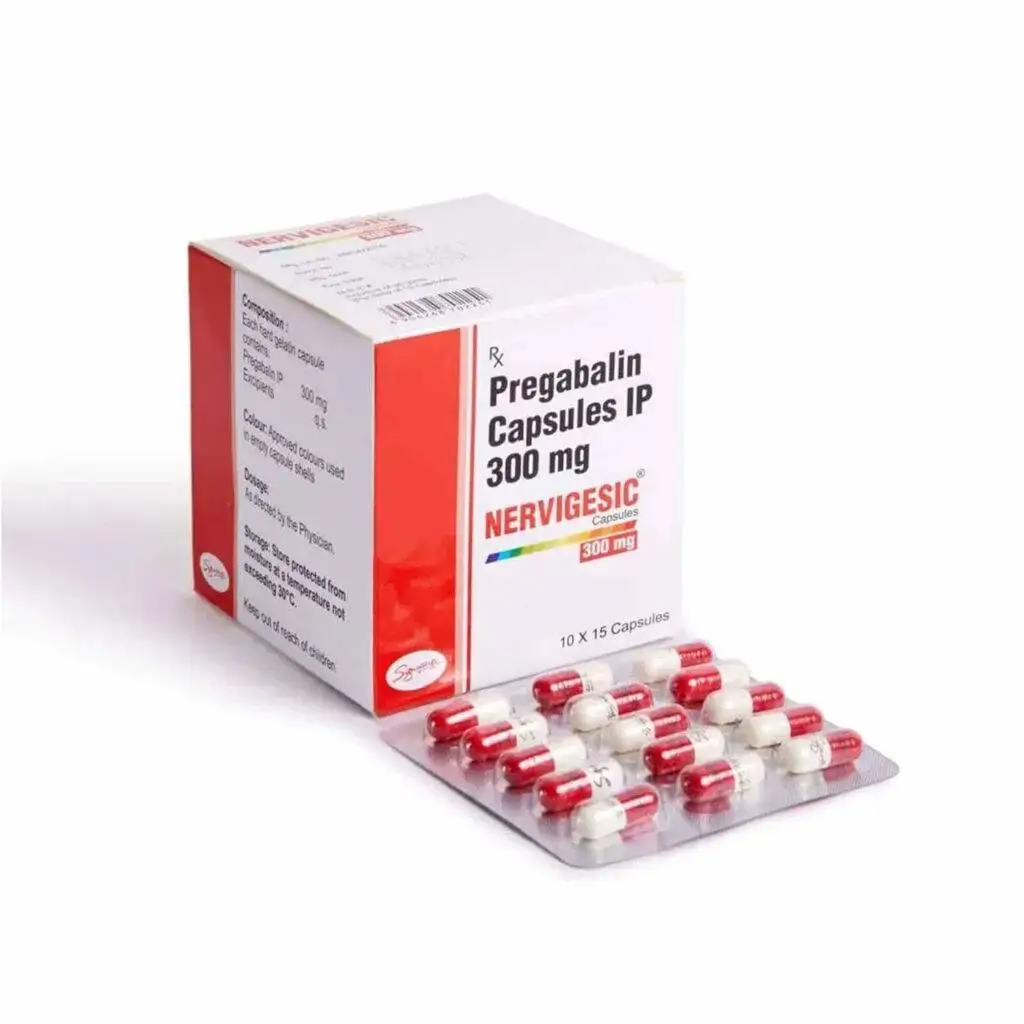 NERVIGESIC
300 mg
Composition :
Each hard gelatin capsule
contains:
Pregabalin IP 300 mg
Excipients q.s.
Colour: Approved colours used
in empty capsule shells
Dosage:
As directed by the Physician.
Storage: Store protected from
moisture at a temperature not
exceeding 30°C.
Keep out of reach of children.
Rx
Pregabalin
Capsules IP
300 mg
NERVIGESIC®
Capsules
300 mg
10 X 15 Capsules